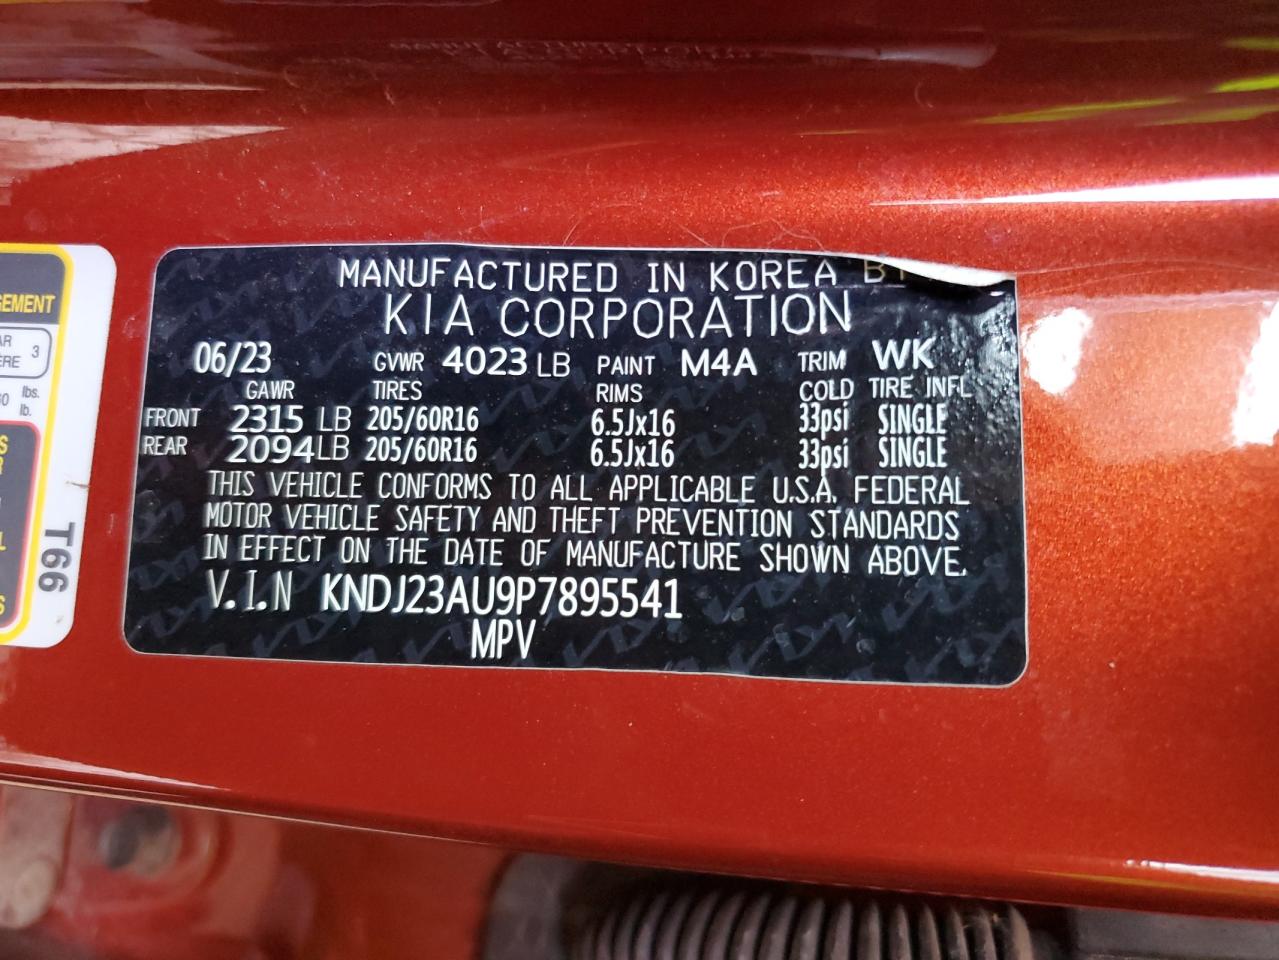 MANUFACTURED IN KOREA BY
KIA CORPORATION
06/23 GVWR 4023 LB PAINT M4A TRIM WK
GAWR TIRES RIMS COLD TIRE INFL
FRONT 2315 LB 205/60R16 6.5Jx16 33psi SINGLE
REAR 2094LB 205/60R16 6.5Jx16 33psi SINGLE
THIS VEHICLE CONFORMS TO ALL APPLICABLE U.S.A. FEDERAL
MOTOR VEHICLE SAFETY AND THEFT PREVENTION STANDARDS
IN EFFECT ON THE DATE OF MANUFACTURE SHOWN ABOVE.
V.I.N KNDJ23AU9P7895541
MPV
3
lbs.
lb.
T66